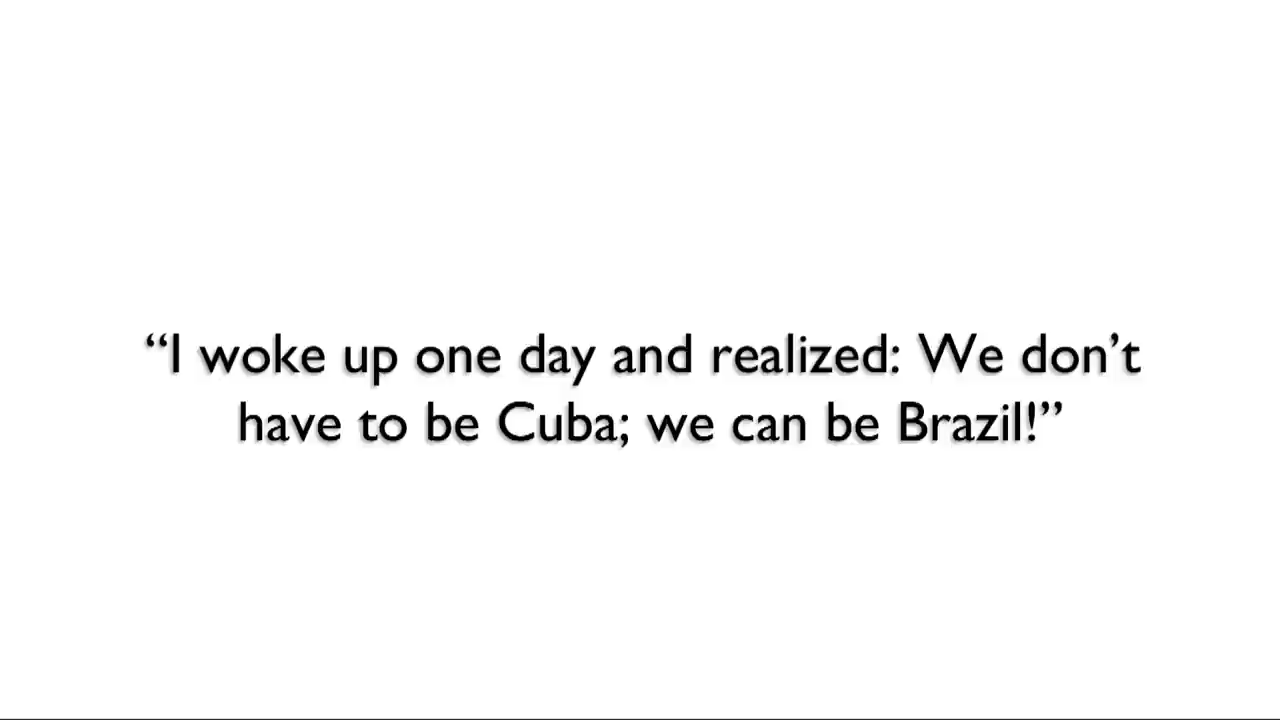 “I woke up one day and realized: We don’t
have to be Cuba; we can be Brazil!”